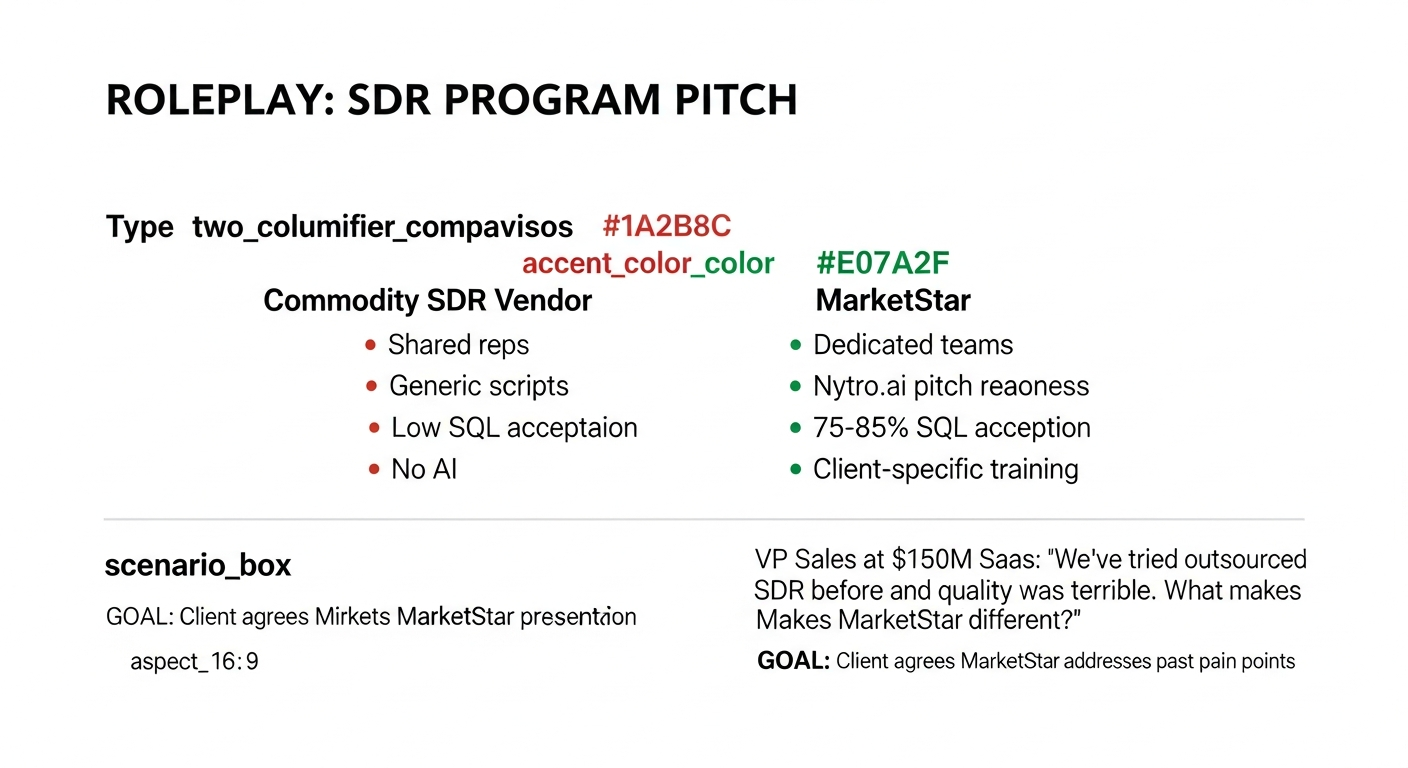 ROLEPLAY: SDR PROGRAM PITCH
Type two_columifier_compavisos #1A2B8C
accent_color_color #E07A2F
Commodity SDR Vendor
• Shared reps
• Generic scripts
• Low SQL acceptaion
• No AI
MarketStar
• Dedicated teams
• Nytro.ai pitch reaoness
• 75-85% SQL acception
• Client-specific training
scenario_box
GOAL: Client agrees Mirkets MarketStar presention
aspect_16:9
VP Sales at $150M Saas: "We've tried outsourced
SDR before and quality was terrible. What makes
Makes MarketStar different?"
GOAL: Client agrees MarketStar addresses past pain points